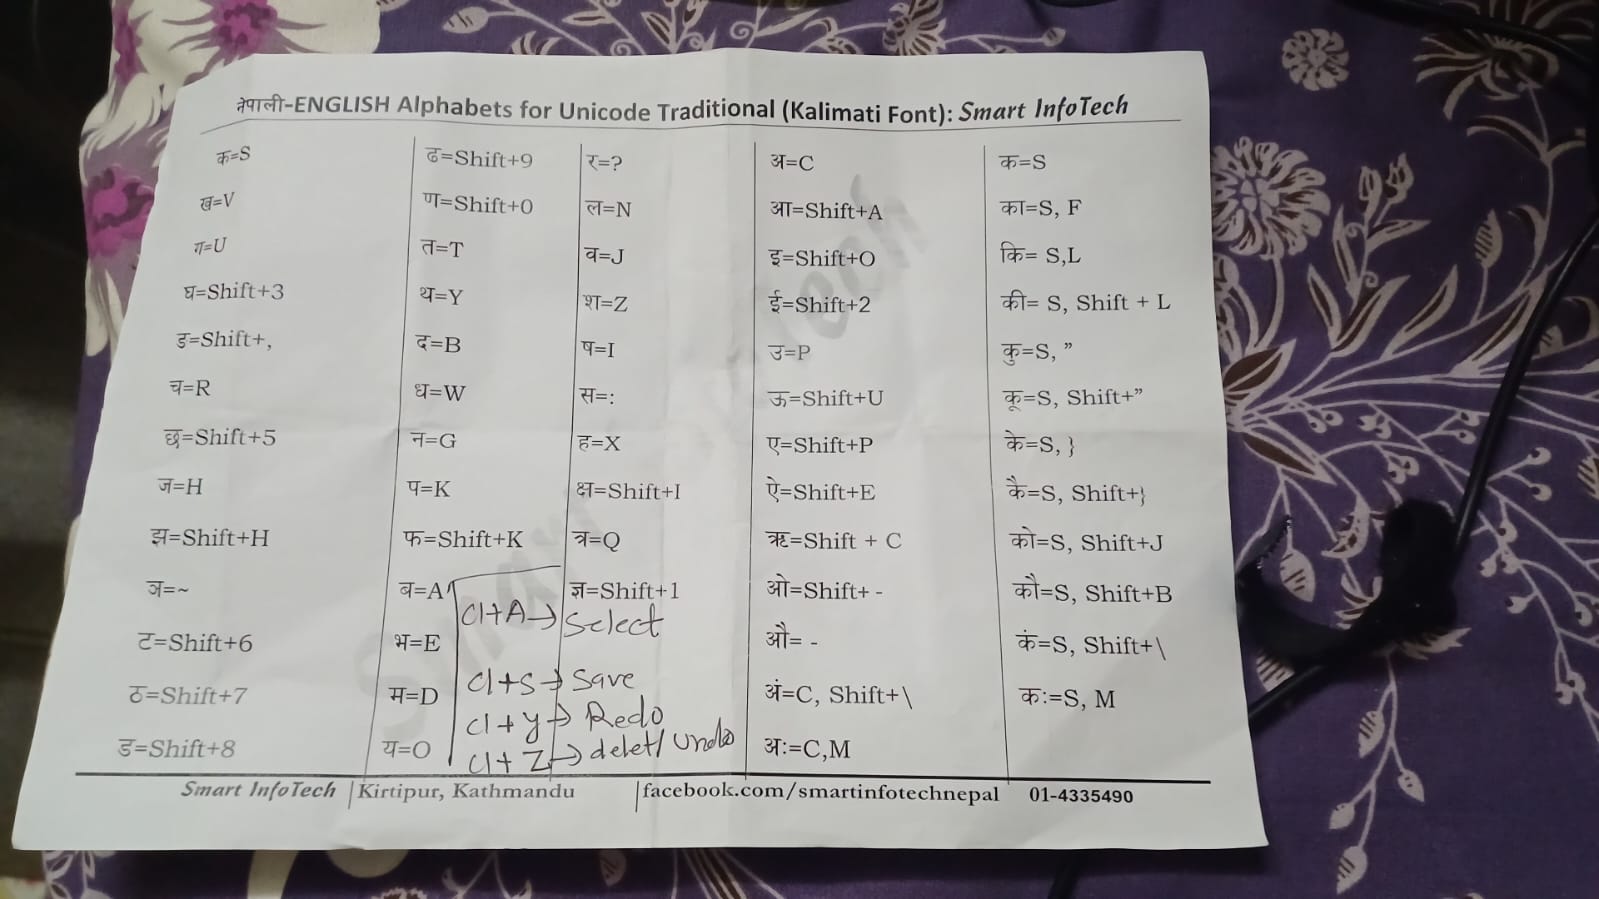 नेपाली-ENGLISH Alphabets for Unicode Traditional (Kalimati Font): Smart InfoTech
क=S
ख=V
ग=U
घ=Shift+3
ङ=Shift+,
च=R
छ=Shift+5
ज=H
झ=Shift+H
ञ=~
ट=Shift+6
ठ=Shift+7
ड=Shift+8
ढ=Shift+9
ण=Shift+0
त=T
थ=Y
द=B
ध=W
न=G
प=K
फ=Shift+K
ब=A
भ=E
म=D
य=O
र=?
ल=N
व=J
श=Z
ष=I
स=:
ह=X
क्ष=Shift+I
त्र=Q
ज्ञ=Shift+1
Cl+A→ Select
Cl+S→ Save
Cl+y→ Redo
Cl+Z→ delet/Undo
अ=C
आ=Shift+A
इ=Shift+O
ई=Shift+2
उ=P
ऊ=Shift+U
ए=Shift+P
ऐ=Shift+E
ऋ=Shift + C
ओ=Shift+ -
औ= -
अं=C, Shift+\
अः=C,M
क=S
का=S, F
कि= S,L
की= S, Shift + L
कु=S, ”
कू=S, Shift+”
के=S, }
कै=S, Shift+}
को=S, Shift+J
कौ=S, Shift+B
कं=S, Shift+\
कः=S, M
Smart InfoTech |Kirtipur, Kathmandu |facebook.com/smartinfotechnepal 01-4335490
Smart InfoTech